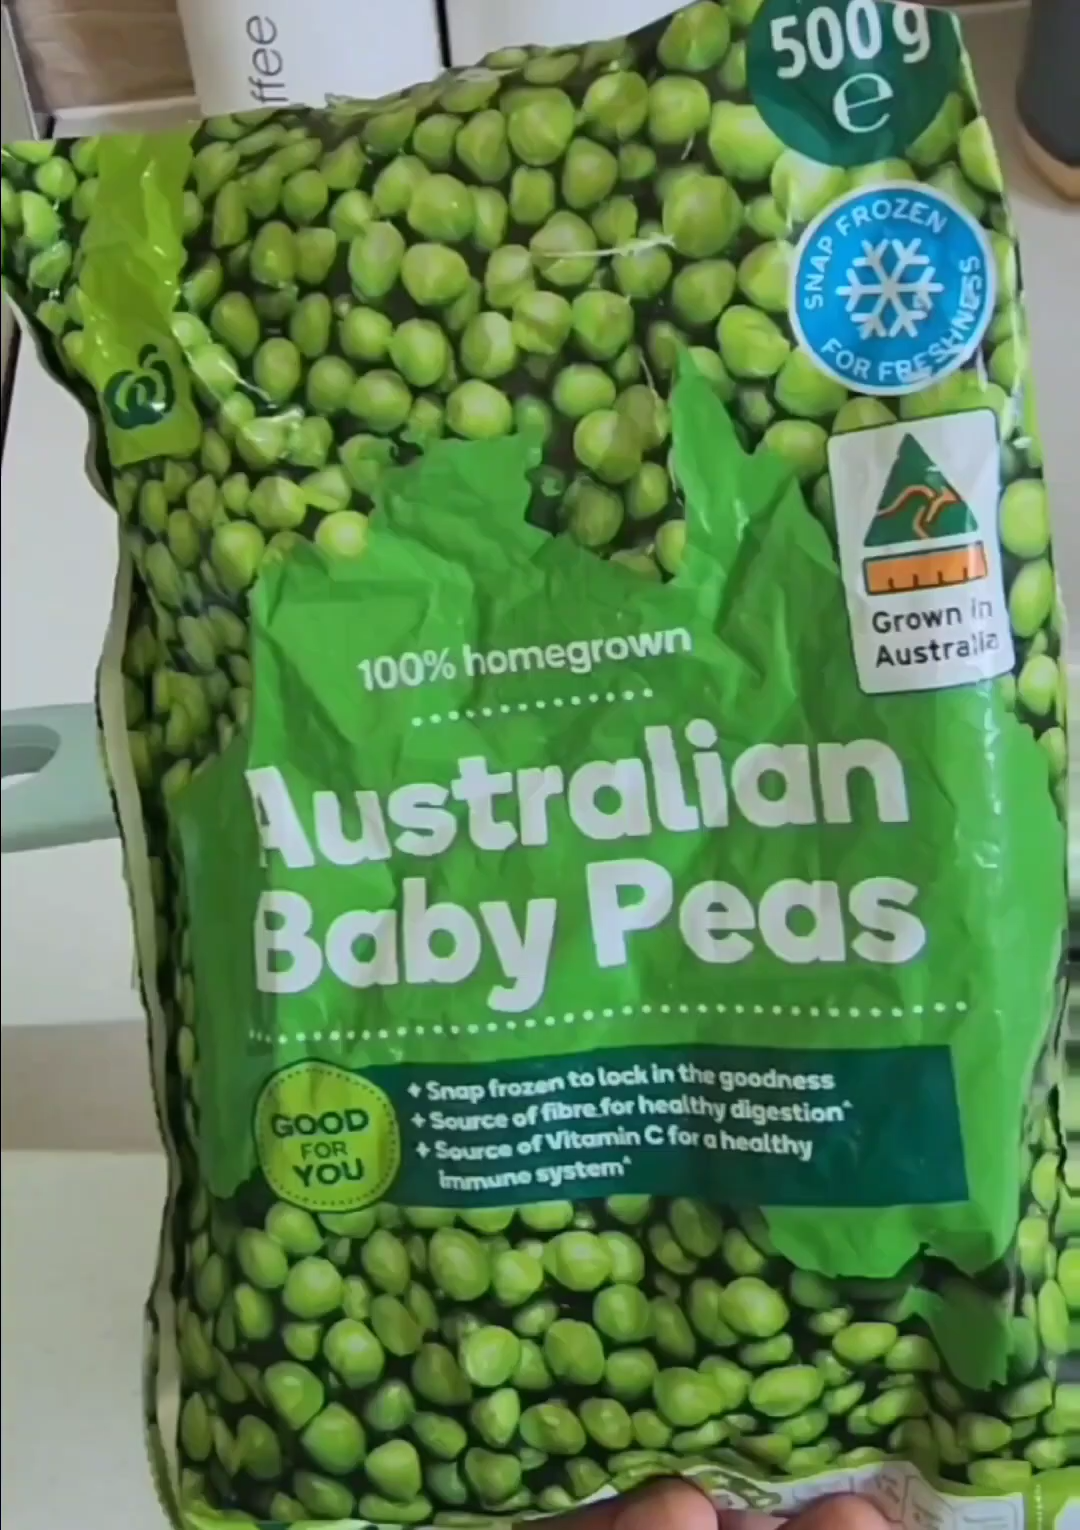 ffee
500 g
e
SNAP FROZEN
FOR FRESHNESS
Grown in
Australia
100% homegrown
Australian
Baby Peas
GOOD
FOR
YOU
+ Snap frozen to lock in the goodness
+ Source of fibre for healthy digestion^
+ Source of Vitamin C for a healthy
immune system^